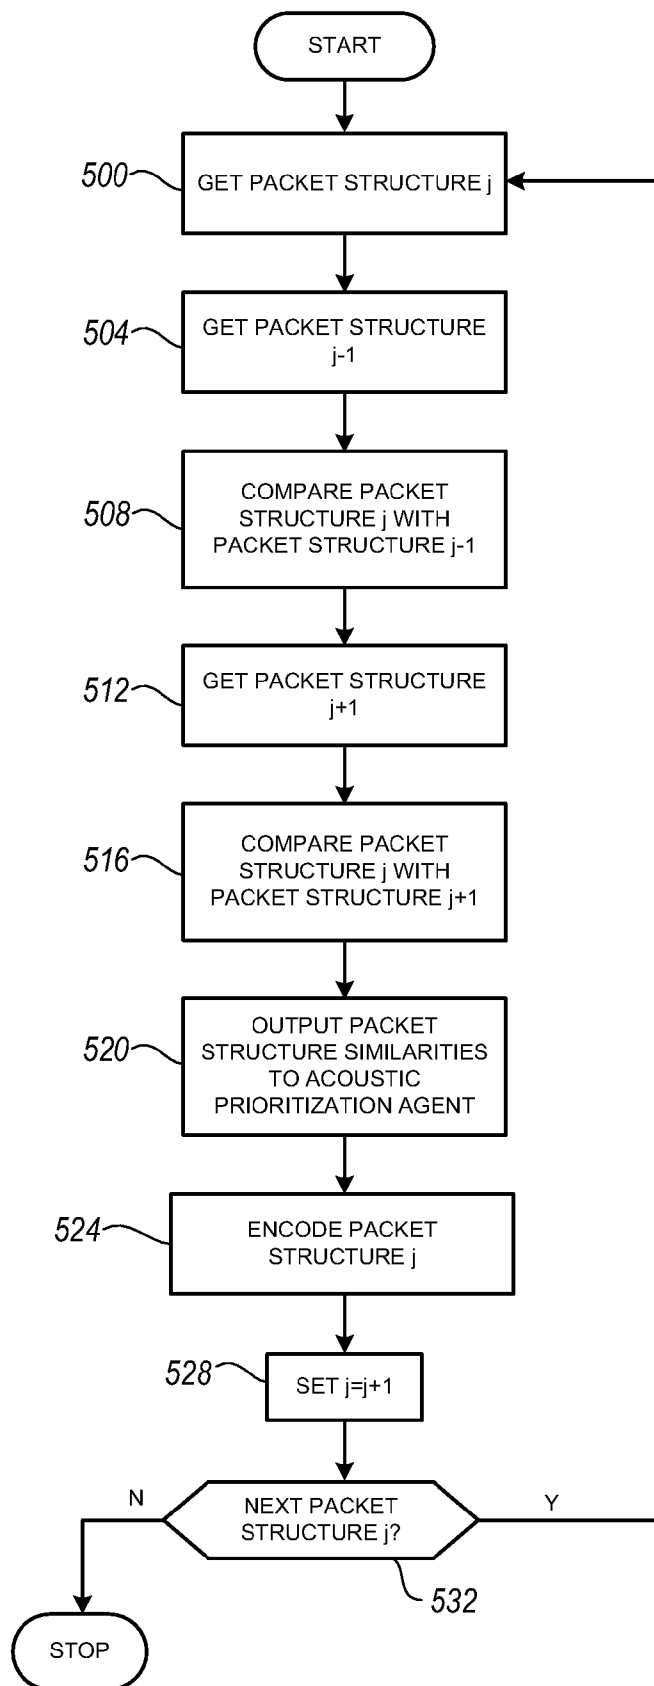 START
500
GET PACKET STRUCTURE j
504
GET PACKET STRUCTURE
j-1
508
COMPARE PACKET
STRUCTURE j WITH
PACKET STRUCTURE j-1
512
GET PACKET STRUCTURE
j+1
516
COMPARE PACKET
STRUCTURE j WITH
PACKET STRUCTURE j+1
520
OUTPUT PACKET
STRUCTURE SIMILARITIES
TO ACOUSTIC
PRIORITIZATION AGENT
524
ENCODE PACKET
STRUCTURE j
528
SET j=j+1
N
NEXT PACKET
STRUCTURE j?
Y
532
STOP